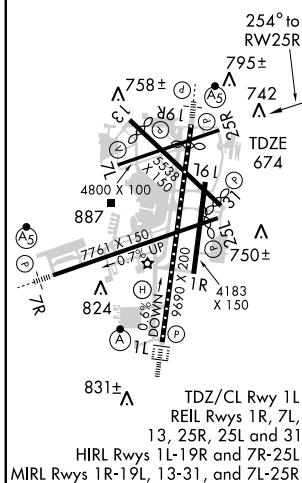 254° to
RW25R
795±
A5
742
758±
P
P
TDZE
674
13
19R
25R
V
7L
5538
X 150
19L
4800 X 100
P
31
887
25L
P
A5
7761 X 150
0.7% UP
750±
P
7R
H
9690 X 200
1R
4183
X 150
824
0.6%
DOWN
A
1L
P
831±
TDZ/CL Rwy 1L
REIL Rwys 1R, 7L,
13, 25R, 25L and 31
HIRL Rwys 1L-19R and 7R-25L
MIRL Rwys 1R-19L, 13-31, and 7L-25R